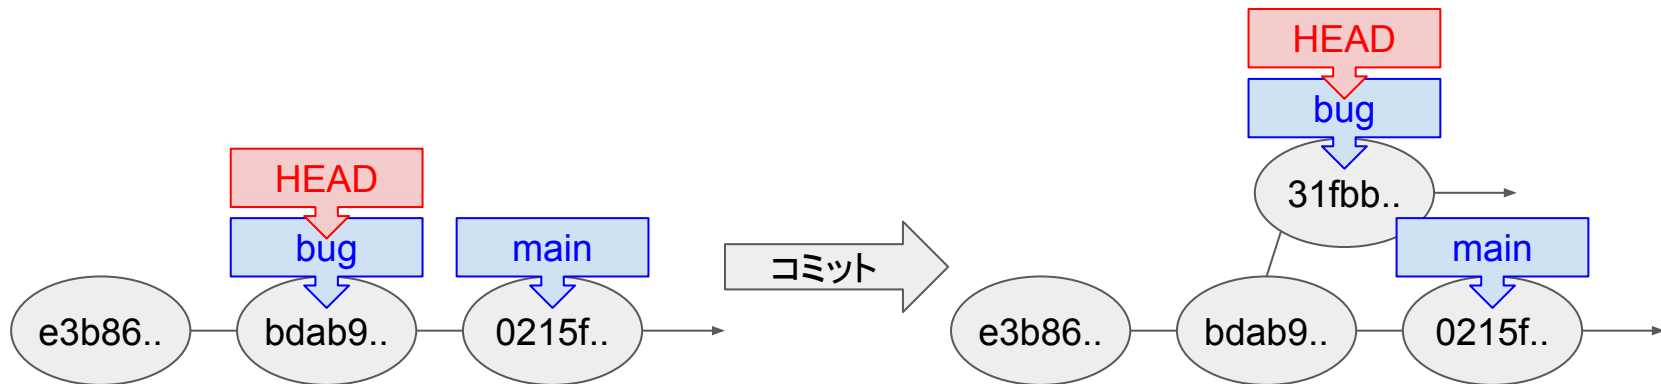 HEAD
bug
main
e3b86..
bdab9..
0215f..
コミット
HEAD
bug
31fbb..
main
e3b86..
bdab9..
0215f..